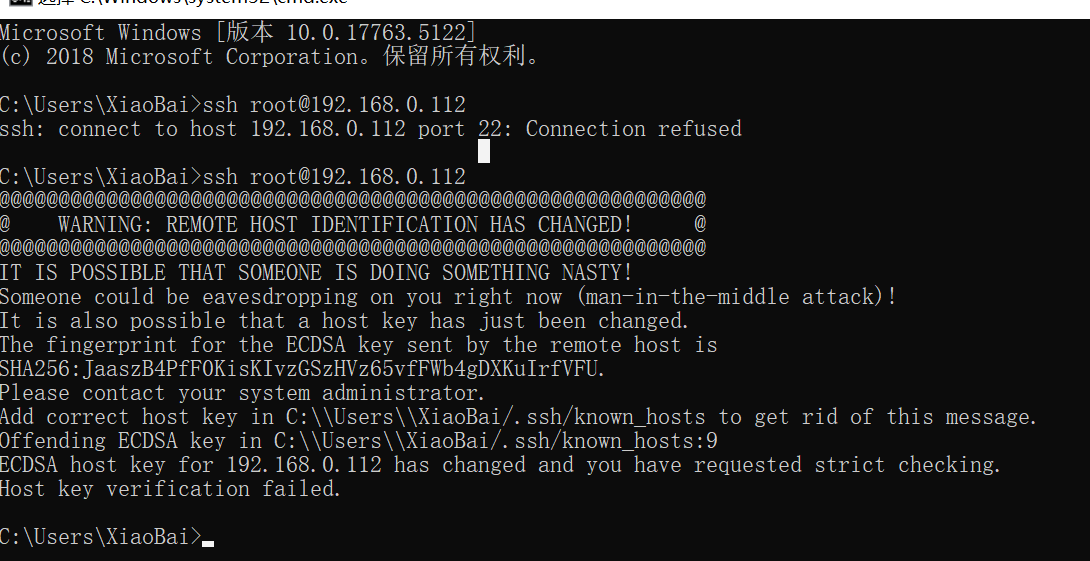 选择 C:\Windows\system32\cmd.exe
Microsoft Windows [版本 10.0.17763.5122]
(c) 2018 Microsoft Corporation。保留所有权利。
C:\Users\XiaoBai>ssh root@192.168.0.112
ssh: connect to host 192.168.0.112 port 22: Connection refused
C:\Users\XiaoBai>ssh root@192.168.0.112
@@@@@@@@@@@@@@@@@@@@@@@@@@@@@@@@@@@@@@@@@@@@@@@@@@@@@@@@@@@
@    WARNING: REMOTE HOST IDENTIFICATION HAS CHANGED!     @
@@@@@@@@@@@@@@@@@@@@@@@@@@@@@@@@@@@@@@@@@@@@@@@@@@@@@@@@@@@
IT IS POSSIBLE THAT SOMEONE IS DOING SOMETHING NASTY!
Someone could be eavesdropping on you right now (man-in-the-middle attack)!
It is also possible that a host key has just been changed.
The fingerprint for the ECDSA key sent by the remote host is
SHA256:JaaszB4PfF0KisKIvzGSzHVz65vfFWb4gDXKuIrfVFU.
Please contact your system administrator.
Add correct host key in C:\\Users\\XiaoBai/.ssh/known_hosts to get rid of this message.
Offending ECDSA key in C:\\Users\\XiaoBai/.ssh/known_hosts:9
ECDSA host key for 192.168.0.112 has changed and you have requested strict checking.
Host key verification failed.
C:\Users\XiaoBai>